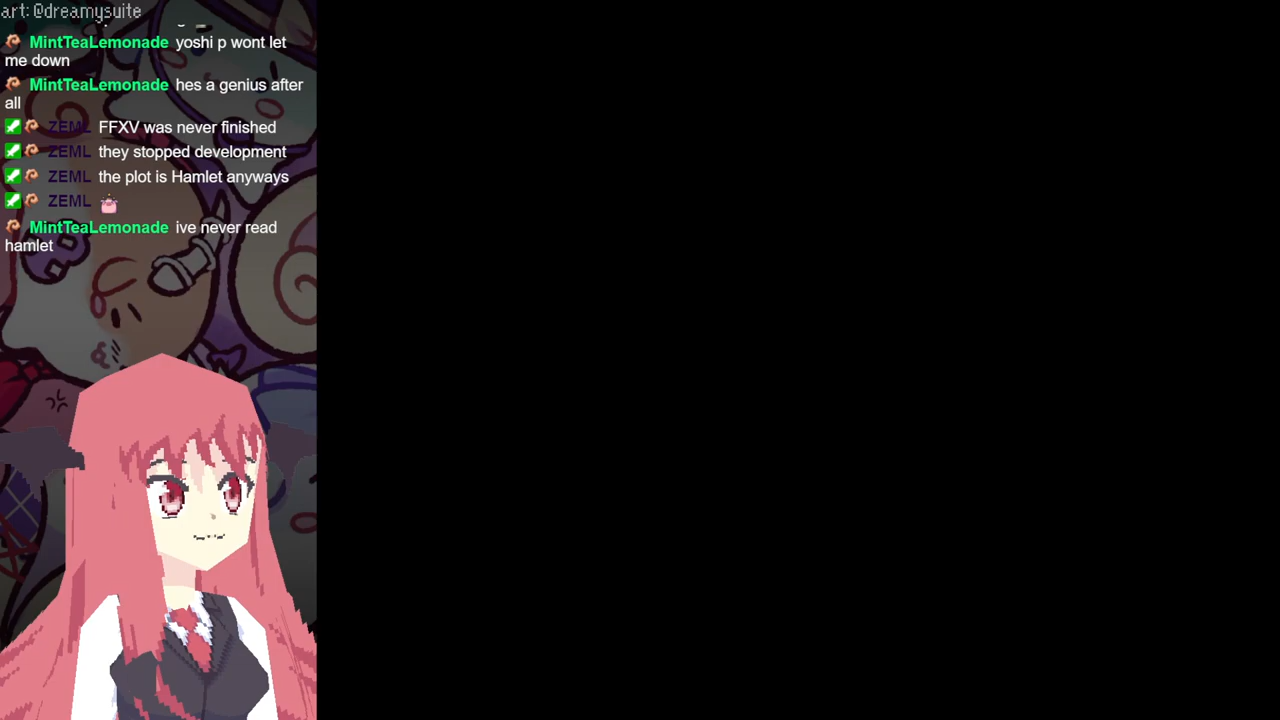 art: @dreamysuite
MintTeaLemonade yoshi p wont let
me down
MintTeaLemonade hes a genius after
all
ZEML FFXV was never finished
ZEML they stopped development
ZEML the plot is Hamlet anyways
ZEML
MintTeaLemonade ive never read
hamlet